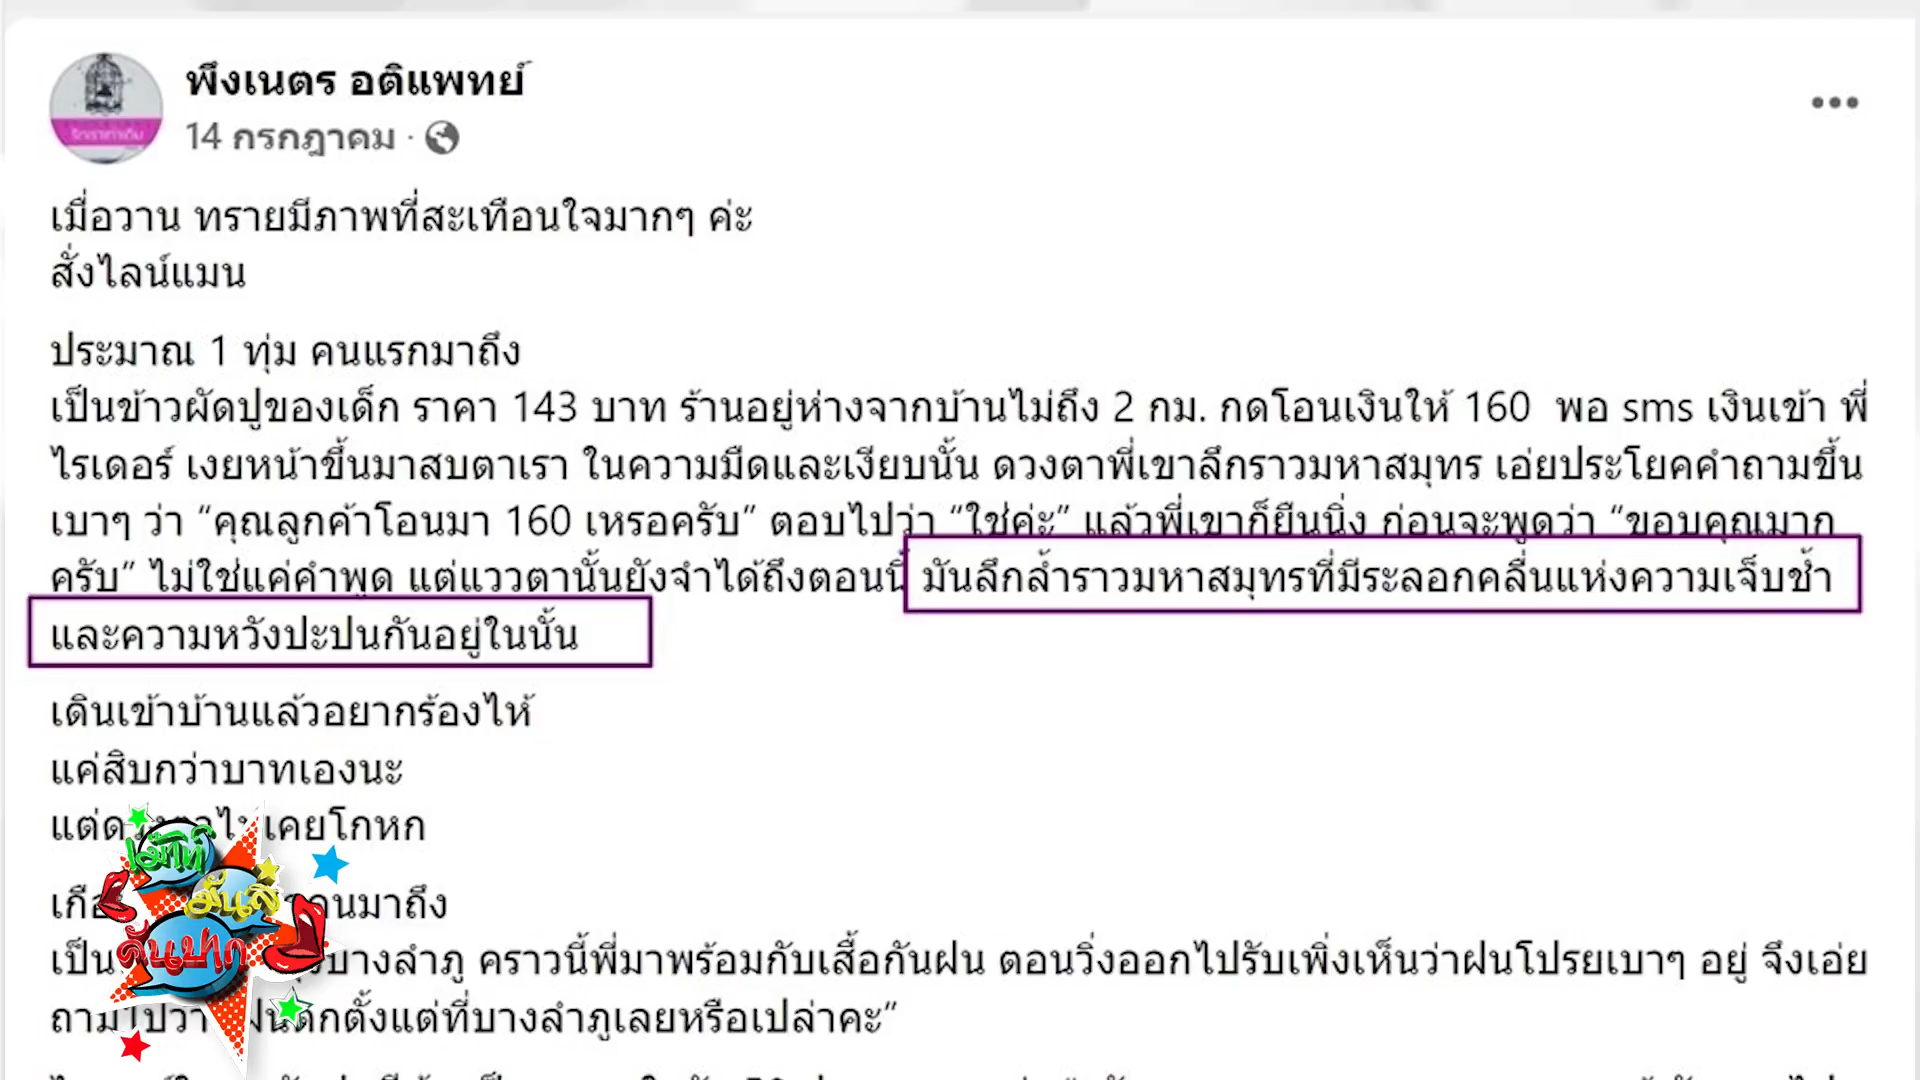 พึงเนตร อติแพทย์
14 กรกฎาคม ·
เมื่อวาน ทรายมีภาพที่สะเทือนใจมากๆ ค่ะ
สั่งไลน์แมน
ประมาณ 1 ทุ่ม คนแรกมาถึง
เป็นข้าวผัดปูของเด็ก ราคา 143 บาท ร้านอยู่ห่างจากบ้านไม่ถึง 2 กม. กดโอนเงินให้ 160 พอ sms เงินเข้า พี่
ไรเดอร์ เงยหน้าขึ้นมาสบตาเรา ในความมืดและเงียบนั้น ดวงตาพี่เขาลึกราวมหาสมุทร เอ่ยประโยคคำถามขึ้น
เบาๆ ว่า “คุณลูกค้าโอนมา 160 เหรอครับ” ตอบไปว่า “ใช่ค่ะ” แล้วพี่เขาก็ยืนนิ่ง ก่อนจะพูดว่า “ขอบคุณมาก
ครับ” ไม่ใช่แค่คำพูด แต่แววตานั้นยังจำได้ถึงตอนนี้ มันลึกล้ำราวมหาสมุทรที่มีระลอกคลื่นแห่งความเจ็บช้ำ
และความหวังปะปนกันอยู่ในนั้น
เดินเข้าบ้านแล้วอยากร้องไห้
แค่สิบกว่าบาทเองนะ
แต่ เคยโกหก
คนมาถึง
เป็น บางลำภู คราวนี้พี่มาพร้อมกับเสื้อกันฝน ตอนวิ่งออกไปรับเพิ่งเห็นว่าฝนโปรยเบาๆ อยู่ จึงเอ่ย
ถามไปว่า ฝนตกตั้งแต่ที่บางลำภูเลยหรือเปล่าคะ”
เม้าท์
มันส์
คันปาก